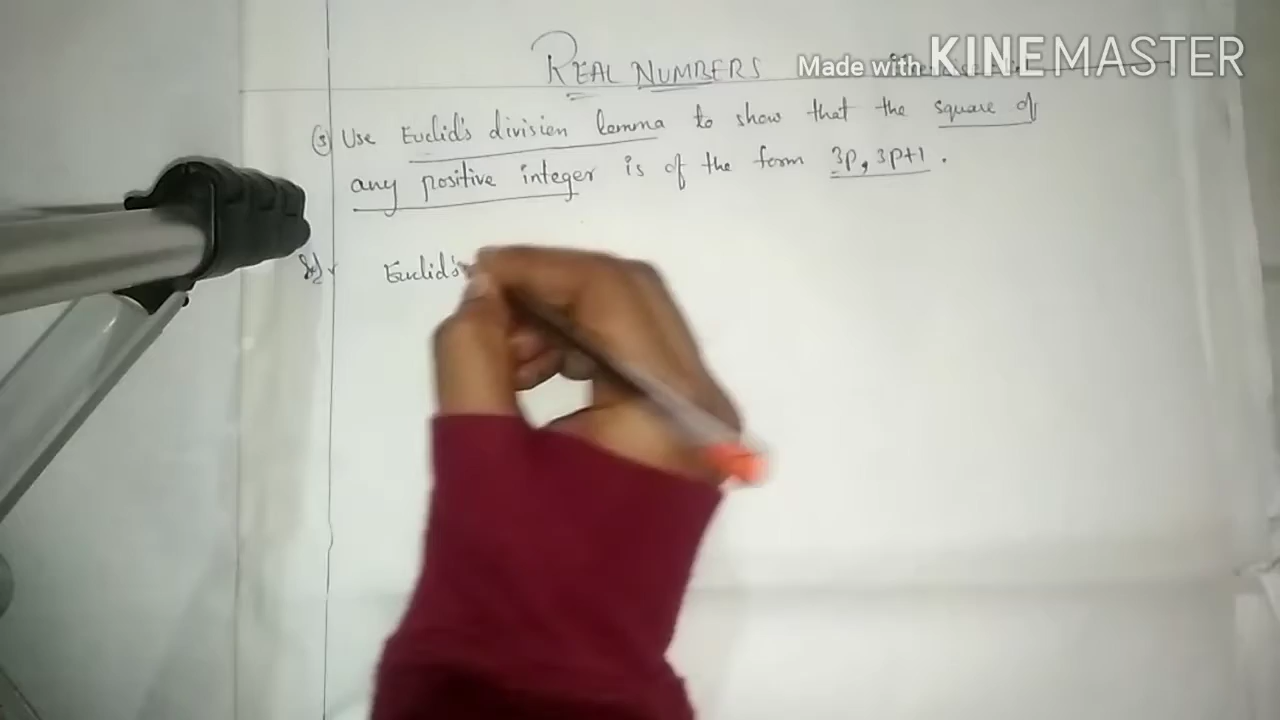 REAL NUMBERS
Made with KINEMASTER
(3) Use Euclid's division lemma to show that the square of
any positive integer is of the form 3p, 3p+1.
Sol
Euclid's